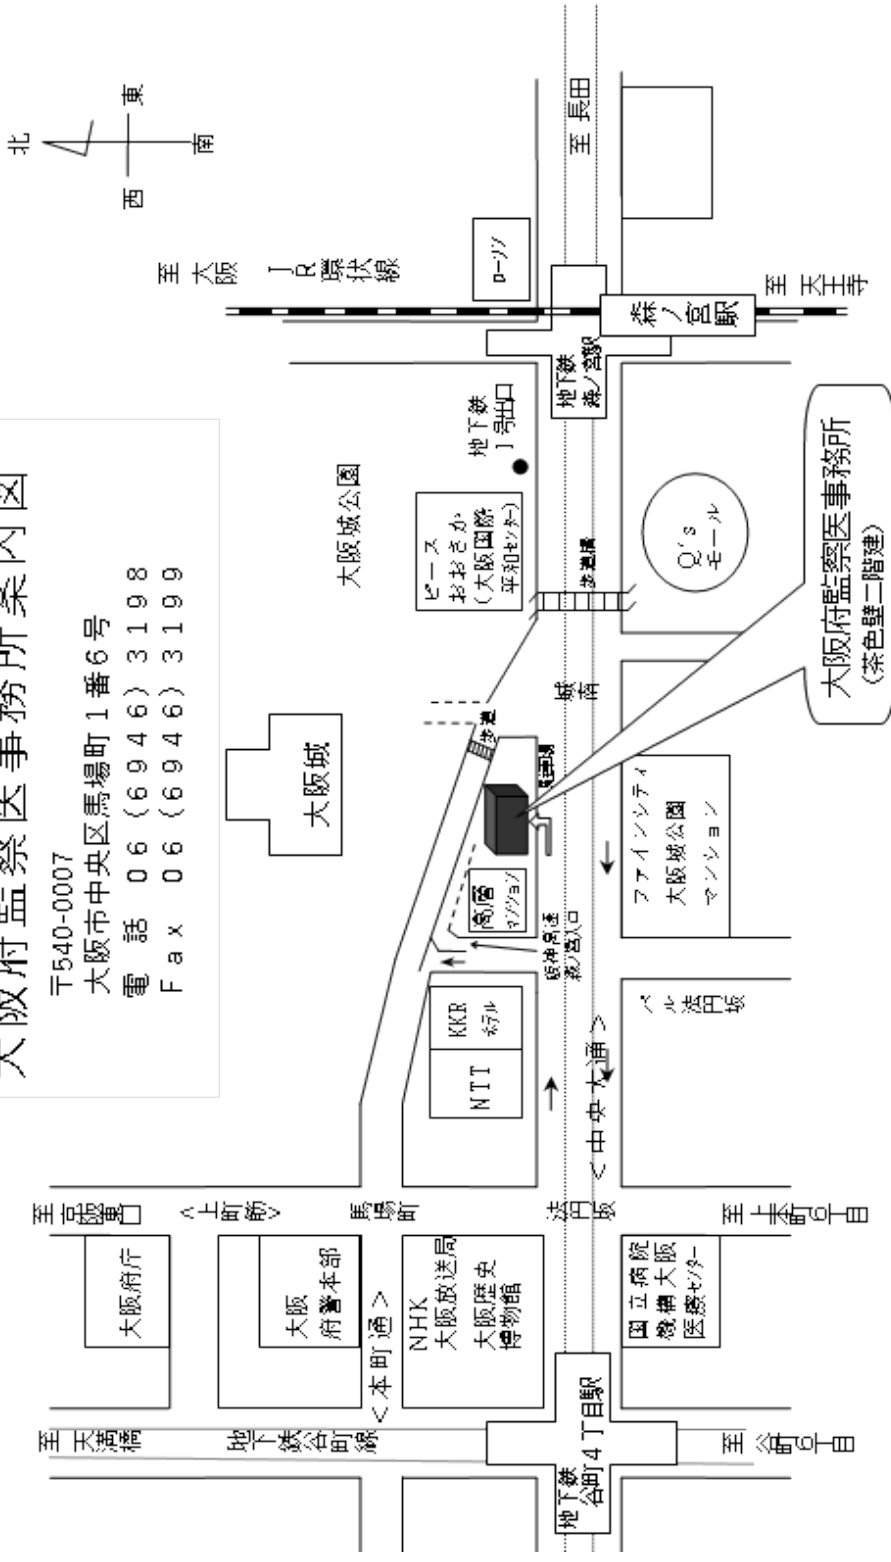 大阪府監察医事務所案内図
〒540-0007
大阪市中央区馬場町1番6号
電 話 06(6946)3198
Fax 06(6946)3199
北
西
東
南
大阪城公園
大阪城
至 大阪
JR環状線
ローソン
至 長田
森ノ宮駅
至 天王寺
地下鉄
森ノ宮駅
地下鉄
1号出口
ピース
おおさか
(大阪国際
平和センター)
歩道橋
Q's
モール
城南
歩道
高層
マンション
阪神高速
森ノ宮入口
ファインシティ
大阪城公園
マンション
大阪府監察医事務所
(茶色壁二階建)
KKR
ホテル
NTT
<中央大通>
ベル法円坂
至京阪東口
<上町筋>
馬場町
法円坂
至上本町6丁目
大阪府庁
大阪
府警本部
<本町通>
NHK
大阪放送局
大阪歴史
博物館
国立病院
機構大阪
医療センター
至 天満橋
地下鉄谷町線
地下鉄
谷町4丁目駅
至谷町6丁目